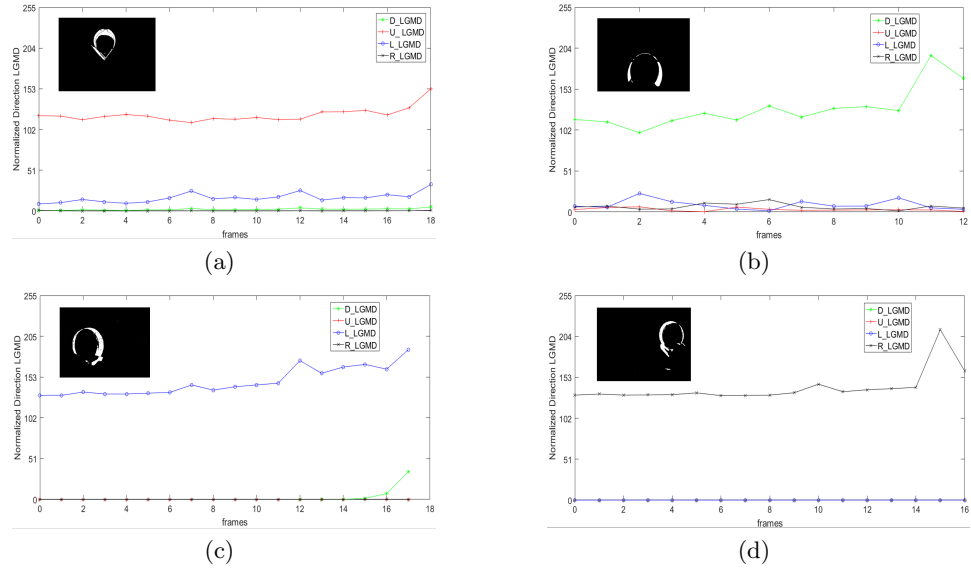 255
204
153
102
51
0
Normalized Direction LGMD
D_LGMD
U_LGMD
L_LGMD
R_LGMD
0 2 4 6 8 10 12 14 16 18
frames
(a)
255
204
153
102
51
0
Normalized Direction LGMD
D_LGMD
U_LGMD
L_LGMD
R_LGMD
0 2 4 6 8 10 12
frames
(b)
255
205
153
102
51
0
Normalized Direction LGMD
D_LGMD
U_LGMD
L_LGMD
R_LGMD
0 2 4 6 8 10 12 14 16 18
frames
(c)
255
204
153
102
51
0
Normalized Direction LGMD
D_LGMD
U_LGMD
L_LGMD
R_LGMD
0 2 4 6 8 10 12 14 16
frames
(d)